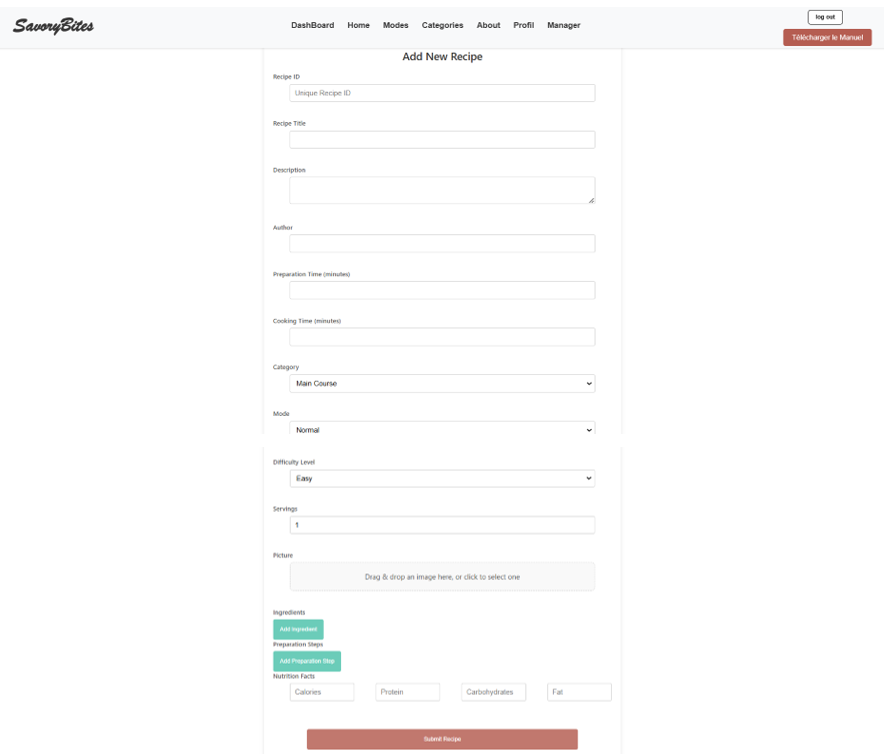 SavoryBites
DashBoard Home Modes Categories About Profil Manager
log out
Télécharger le Manuel
Add New Recipe
Recipe ID
Unique Recipe ID
Recipe Title
Description
Author
Preparation Time (minutes)
Cooking Time (minutes)
Category
Main Course
Mode
Normal
Difficulty Level
Easy
Servings
1
Picture
Drag & drop an image here, or click to select one
Ingredients
Add Ingredient
Preparation Steps
Add Preparation Step
Nutrition Facts
Calories Protein Carbohydrates Fat
Submit Recipe